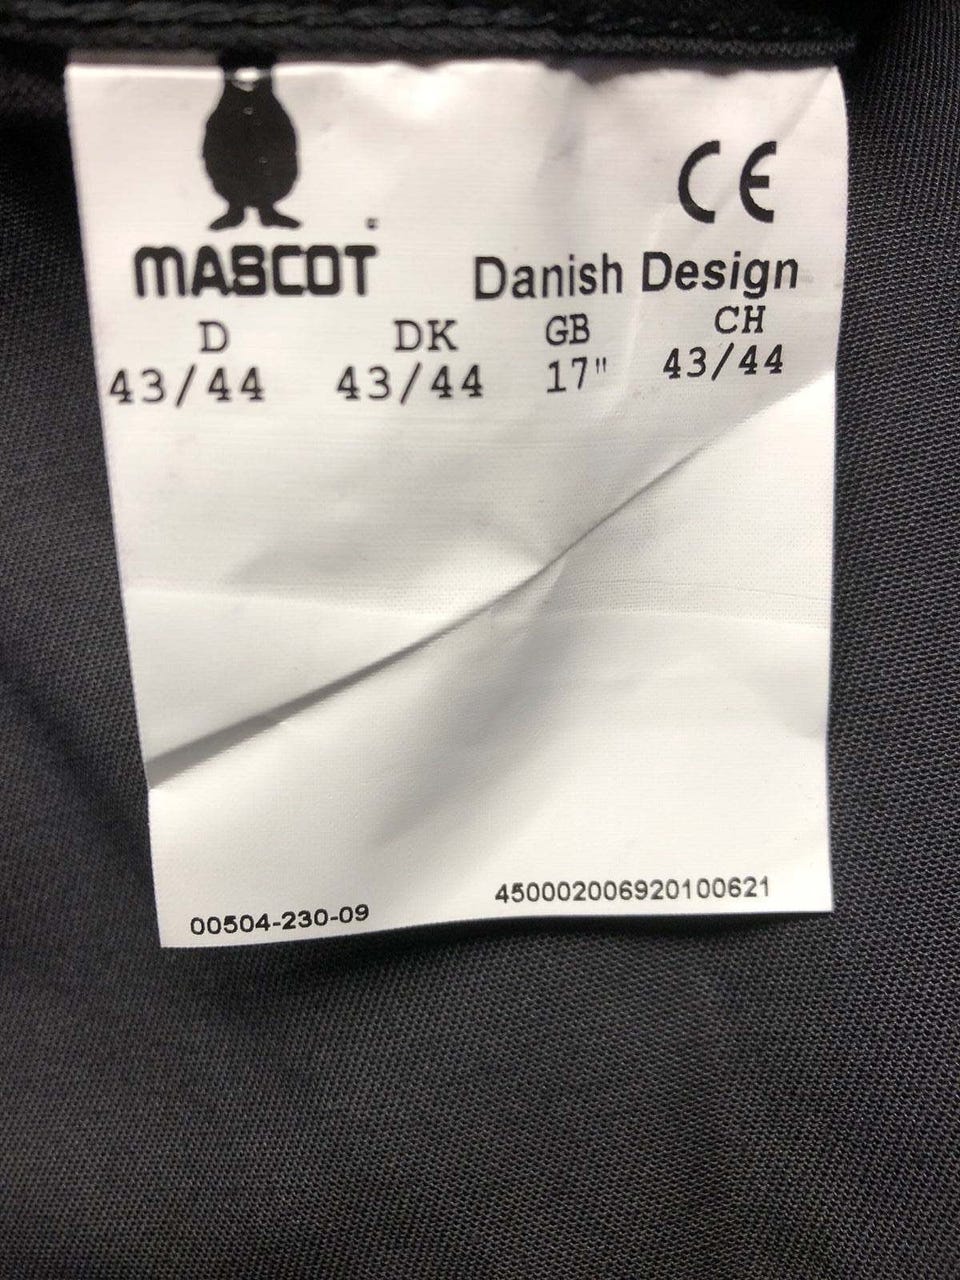 CE
MASCOT Danish Design
D DK GB CH
43/44 43/44 17" 43/44
00504-230-09 450002006920100621